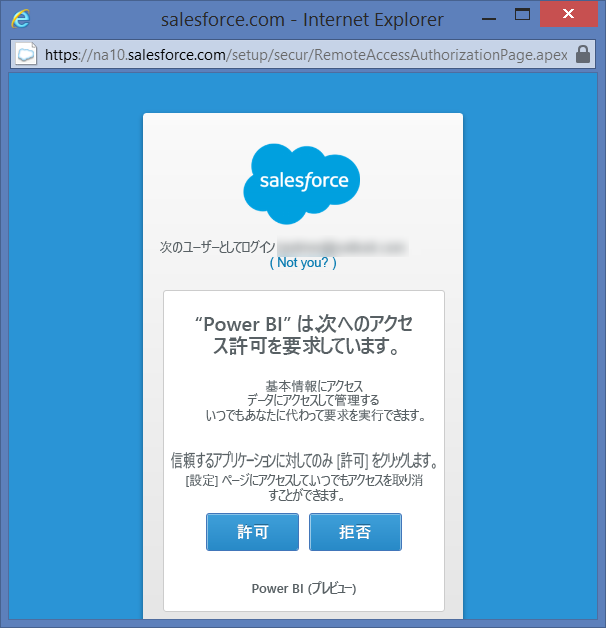 salesforce.com - Internet Explorer
https://na10.salesforce.com/setup/secur/RemoteAccessAuthorizationPage.apex
salesforce
次のユーザーとしてログイン
( Not you? )
“Power BI” は、次へのアクセ
ス許可を要求しています。
基本情報にアクセス
データにアクセスして管理する
いつでもあなたに代わって要求を実行できます。
信頼するアプリケーションに対してのみ [許可] をクリックします。
[設定] ページにアクセスして、いつでもアクセスを取り消
すことができます。
許可
拒否
Power BI (プレビュー)